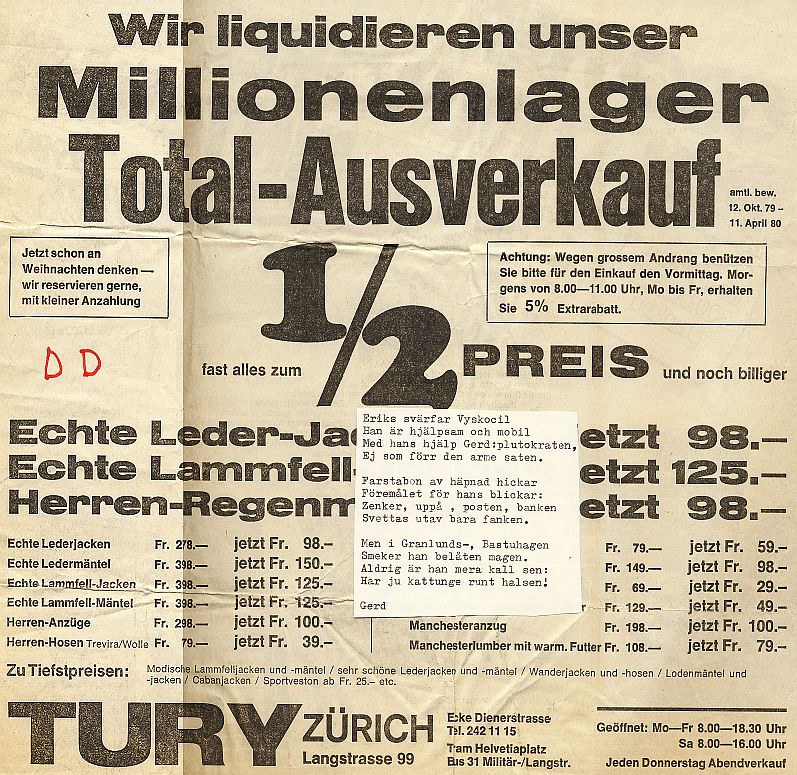 Wir liquidieren unser
Millionenlager
Total-Ausverkauf
amtl. bew.
12. Okt. 79 –
11. April 80
Jetzt schon an
Weihnachten denken —
wir reservieren gerne,
mit kleiner Anzahlung
Achtung: Wegen grossem Andrang benützen
Sie bitte für den Einkauf den Vormittag. Mor-
gens von 8.00—11.00 Uhr, Mo bis Fr, erhalten
Sie 5% Extrarabatt.
D D
fast alles zum 1/2 PREIS und noch billiger
Echte Leder-Ja etzt 98.–
Echte Lammfell- etzt 125.–
Herren-Regenm etzt 98.–
Eriks svärfar Vyskocil
Han är hjälpsam och mobil
Med hans hjälp Gerd:plutokraten,
Ej som förr den arme saten.
Farstabon av häpnad hickar
Föremålet för hans blickar:
Zenker, uppå , posten, banken
Svettas utav bara fanken.
Men i Granlunds-, Bastuhagen
Smeker han belåten magen.
Aldrig är han mera kall sen:
Har ju kattunge runt halsen!
Gerd
Echte Lederjacken Fr. 278.— jetzt Fr. 98.–
Echte Ledermäntel Fr. 398.— jetzt Fr. 150.–
Echte Lammfell-Jacken Fr. 398.— jetzt Fr. 125.–
Echte Lammfell-Mäntel Fr. 398.— jetzt Fr. 125.–
Herren-Anzüge Fr. 298.— jetzt Fr. 100.–
Herren-Hosen Trevira/Wolle Fr. 79.— jetzt Fr. 39.–
Fr. 79.— jetzt Fr. 59.–
Fr. 149.— jetzt Fr. 98.–
Fr. 69.— jetzt Fr. 29.–
Fr. 129.— jetzt Fr. 49.–
Manchesteranzug Fr. 198.— jetzt Fr. 100.–
Manchesterlumber mit warm. Futter Fr. 108.— jetzt Fr. 79.–
Zu Tiefstpreisen: Modische Lammfelljacken und -mäntel / sehr schöne Lederjacken und -mäntel / Wanderjacken und -hosen / Lodenmäntel und
-jacken / Cabanjacken / Sportveston ab Fr. 25.– etc.
TURY ZÜRICH
Langstrasse 99
Ecke Dienerstrasse
Tel. 242 11 15
Tram Helvetiaplatz
Bus 31 Militär-/Langstr.
Geöffnet: Mo—Fr 8.00—18.30 Uhr
Sa 8.00—16.00 Uhr
Jeden Donnerstag Abendverkauf